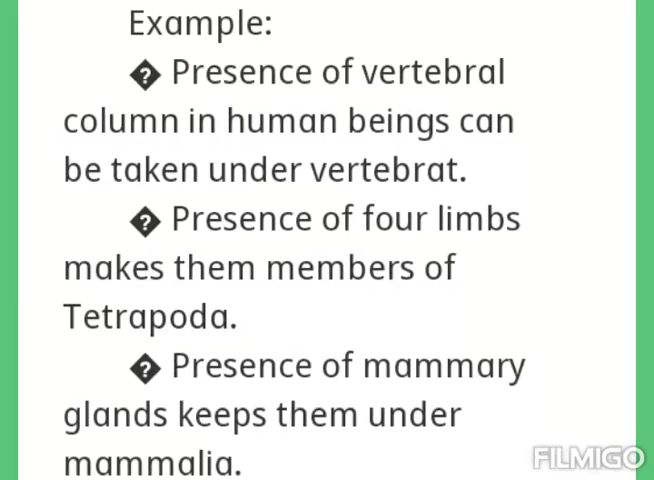 Example:
� Presence of vertebral
column in human beings can
be taken under vertebrat.
� Presence of four limbs
makes them members of
Tetrapoda.
� Presence of mammary
glands keeps them under
mammalia.
FILMIGO